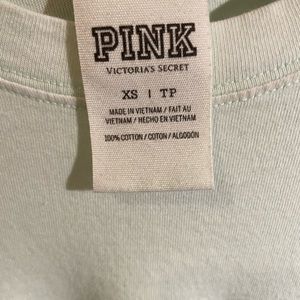 PINK
VICTORIA'S SECRET
XS | TP
MADE IN VIETNAM / FAIT AU
VIETNAM / HECHO EN VIETNAM
100% COTTON / COTON / ALGODÓN